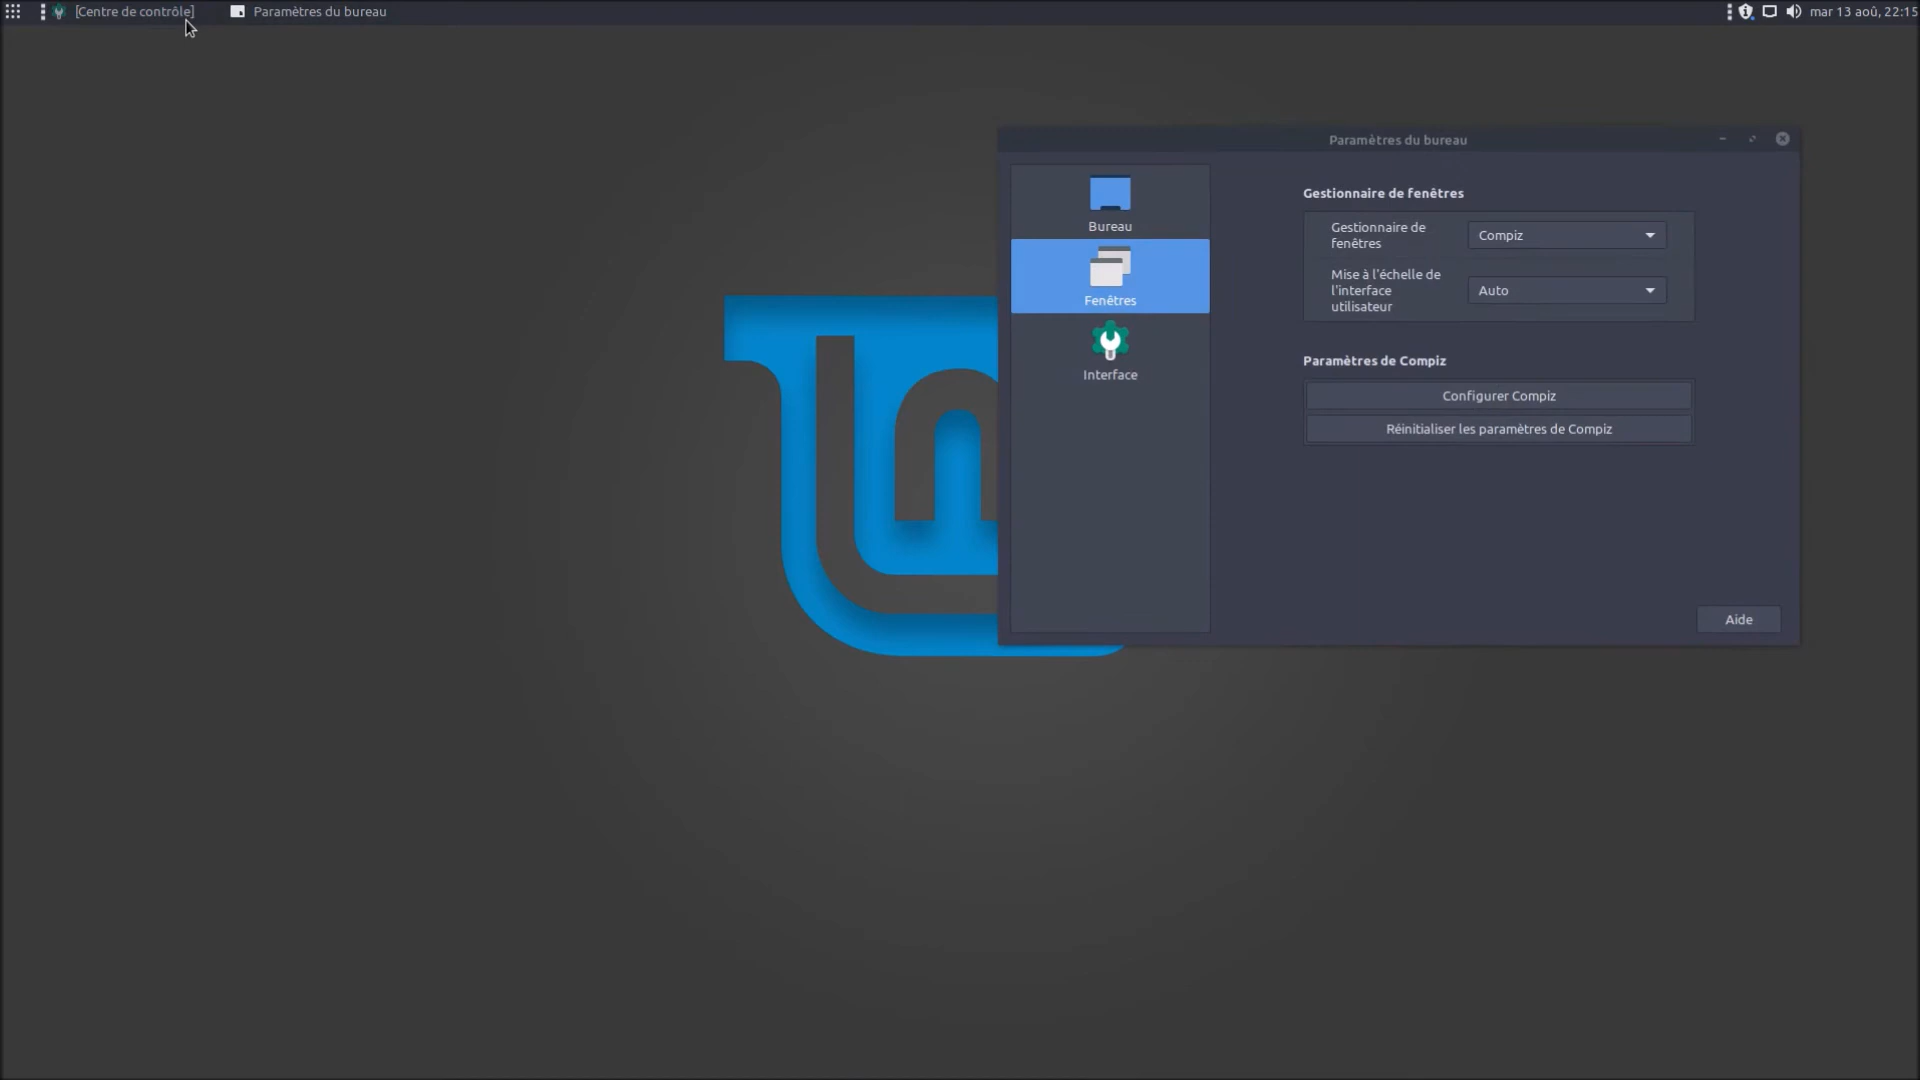 [Centre de contrôle]
Paramètres du bureau
mar 13 aoû, 22:15
Paramètres du bureau
Bureau
Fenêtres
Interface
Gestionnaire de fenêtres
Gestionnaire de
fenêtres
Compiz
Mise à l'échelle de
l'interface
utilisateur
Auto
Paramètres de Compiz
Configurer Compiz
Réinitialiser les paramètres de Compiz
Aide